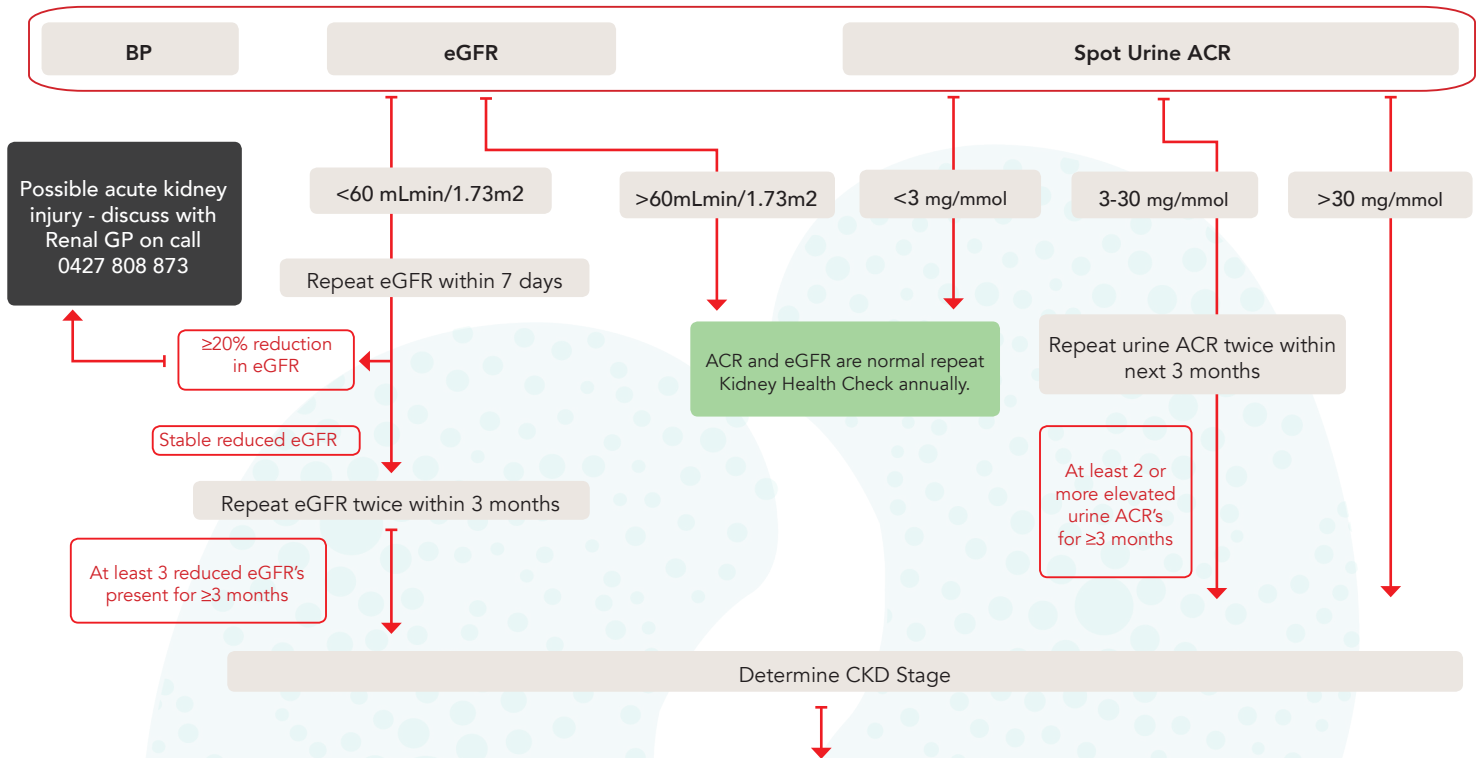 BP
eGFR
Spot Urine ACR
Possible acute kidney
injury - discuss with
Renal GP on call
0427 808 873
<60 mLmin/1.73m2
>60mLmin/1.73m2
<3 mg/mmol
3-30 mg/mmol
>30 mg/mmol
Repeat eGFR within 7 days
≥20% reduction
in eGFR
ACR and eGFR are normal repeat
Kidney Health Check annually.
Repeat urine ACR twice within
next 3 months
Stable reduced eGFR
At least 2 or
more elevated
urine ACR's
for ≥3 months
Repeat eGFR twice within 3 months
At least 3 reduced eGFR's
present for ≥3 months
Determine CKD Stage